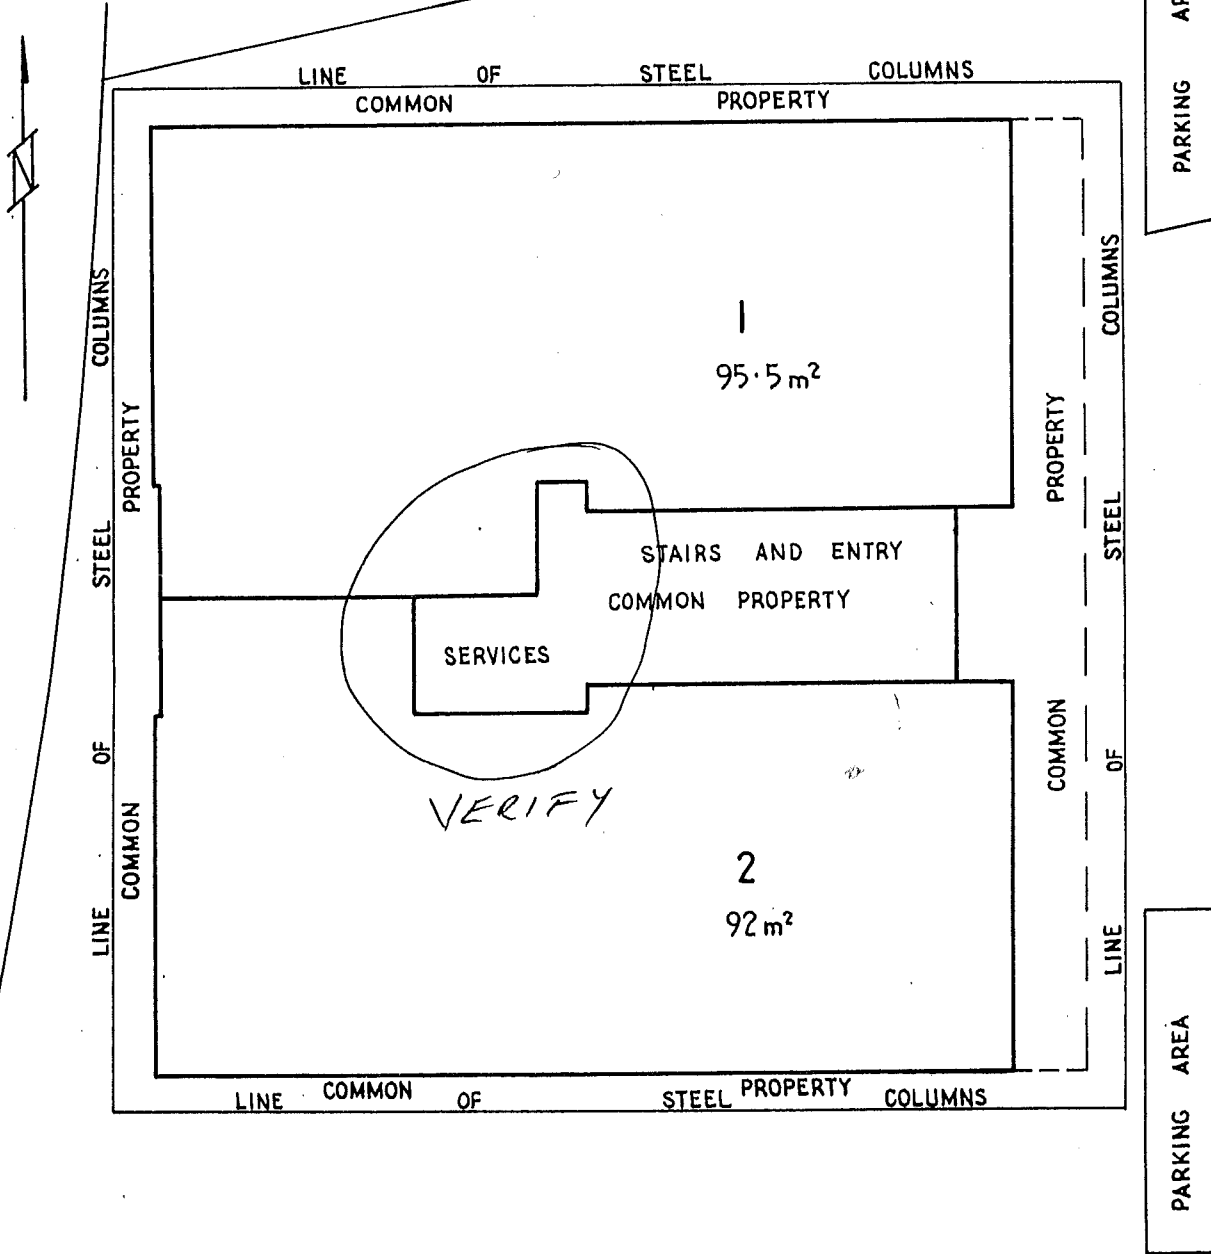 LINE OF STEEL COLUMNS
COMMON PROPERTY
PARKING
LINE OF STEEL COLUMNS
COMMON PROPERTY
1
95·5 m²
STAIRS AND ENTRY
COMMON PROPERTY
SERVICES
VERIFY
2
92 m²
COMMON PROPERTY
LINE OF STEEL COLUMNS
COMMON PROPERTY
LINE OF STEEL COLUMNS
PARKING AREA